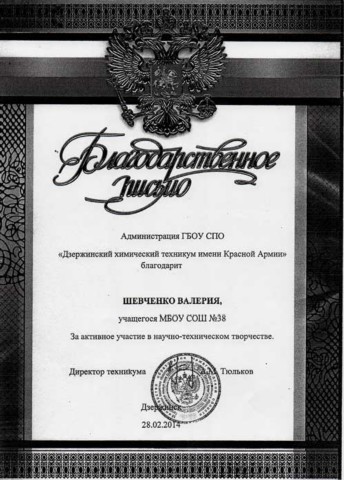 Благодарственное
письмо
Администрация ГБОУ СПО
«Дзержинский химический техникум имени Красной Армии»
благодарит
ШЕВЧЕНКО ВАЛЕРИЯ,
учащегося МБОУ СОШ №38
За активное участие в научно-техническом творчестве.
Директор техникума А.М. Тюльков
Дзержинск
28.02.2014